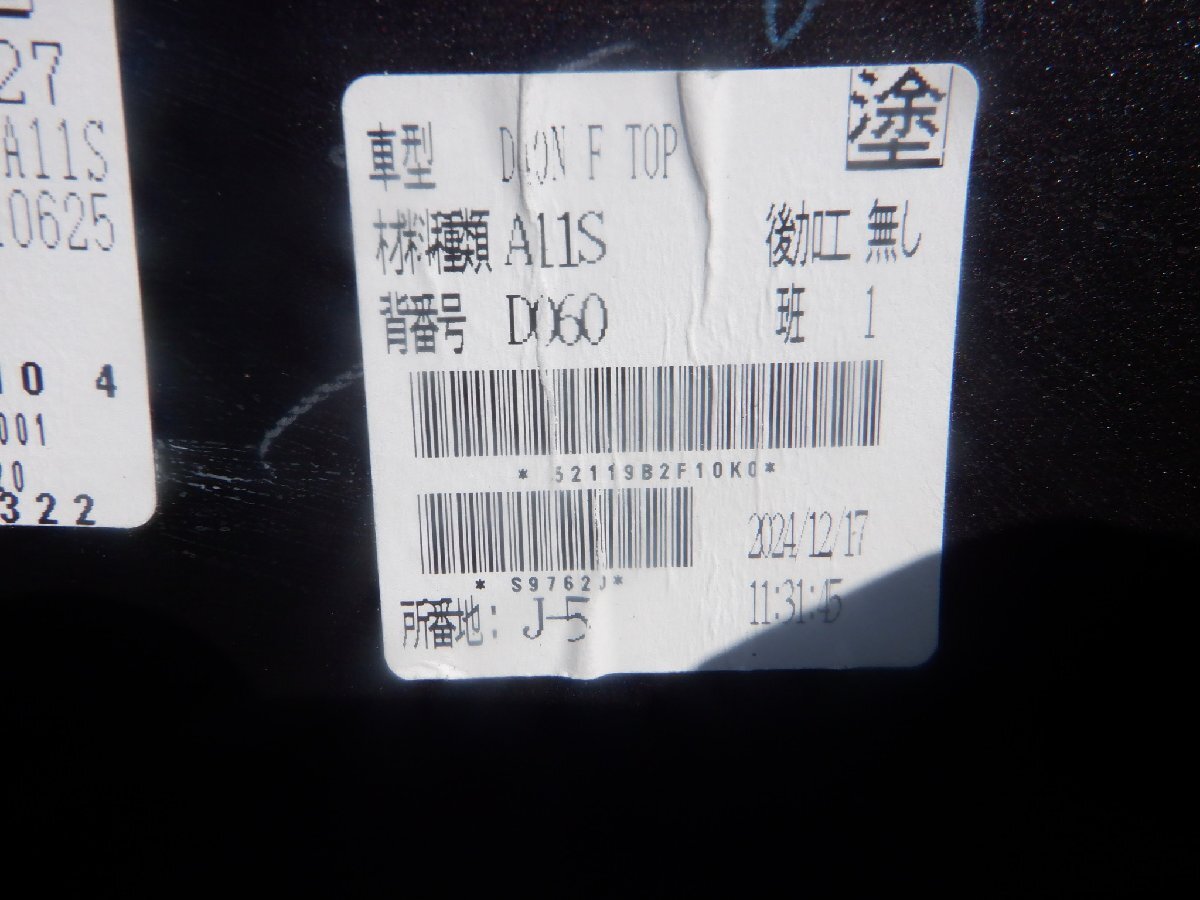 27
A11S
10625
10 4
001
20
322
塗
車型 F TOP
材料種類 A11S 後加工 無し
背番号 D060 班 1
* 52119B2F10K0*
* S9762J*
2024/12/17
所番地: J-5 11:31:45